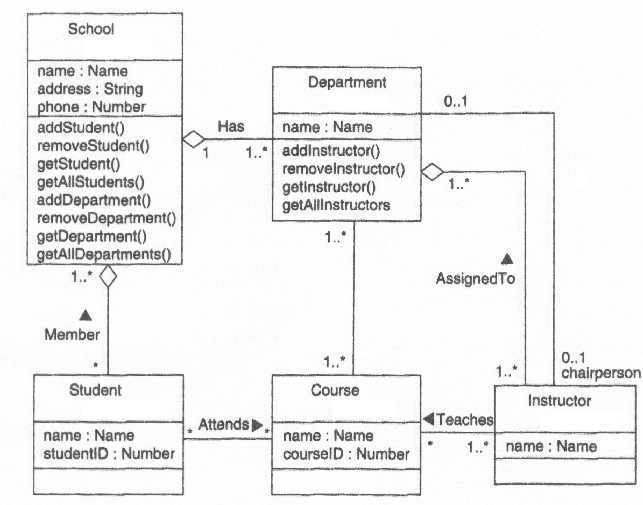 School
name : Name
address : String
phone : Number
addStudent()
removeStudent()
getStudent()
getAllStudents()
addDepartment()
removeDepartment()
getDepartment()
getAllDepartments()
Has
1
1..*
Department
name : Name
addInstructor()
removeInstructor()
getInstructor()
getAllInstructors
0..1
1..*
1..*
AssignedTo
1..*
Member
*
1..*
1..*
0..1
chairperson
Student
name : Name
studentID : Number
* Attends *
Course
name : Name
courseID : Number
Teaches
* 1..*
Instructor
name : Name